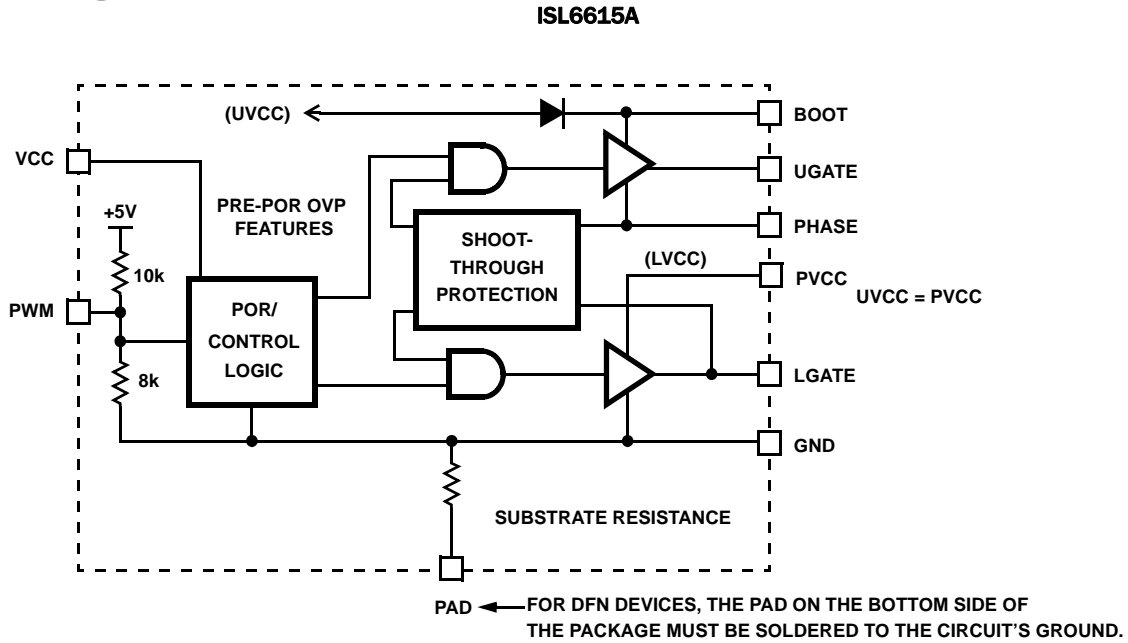 ISL6615A
(UVCC)
BOOT
VCC
UGATE
+5V
PRE-POR OVP
FEATURES
PHASE
SHOOT-
THROUGH
PROTECTION
(LVCC)
10k
PVCC
UVCC = PVCC
PWM
POR/
CONTROL
LOGIC
8k
LGATE
GND
SUBSTRATE RESISTANCE
PAD
FOR DFN DEVICES, THE PAD ON THE BOTTOM SIDE OF
THE PACKAGE MUST BE SOLDERED TO THE CIRCUIT'S GROUND.